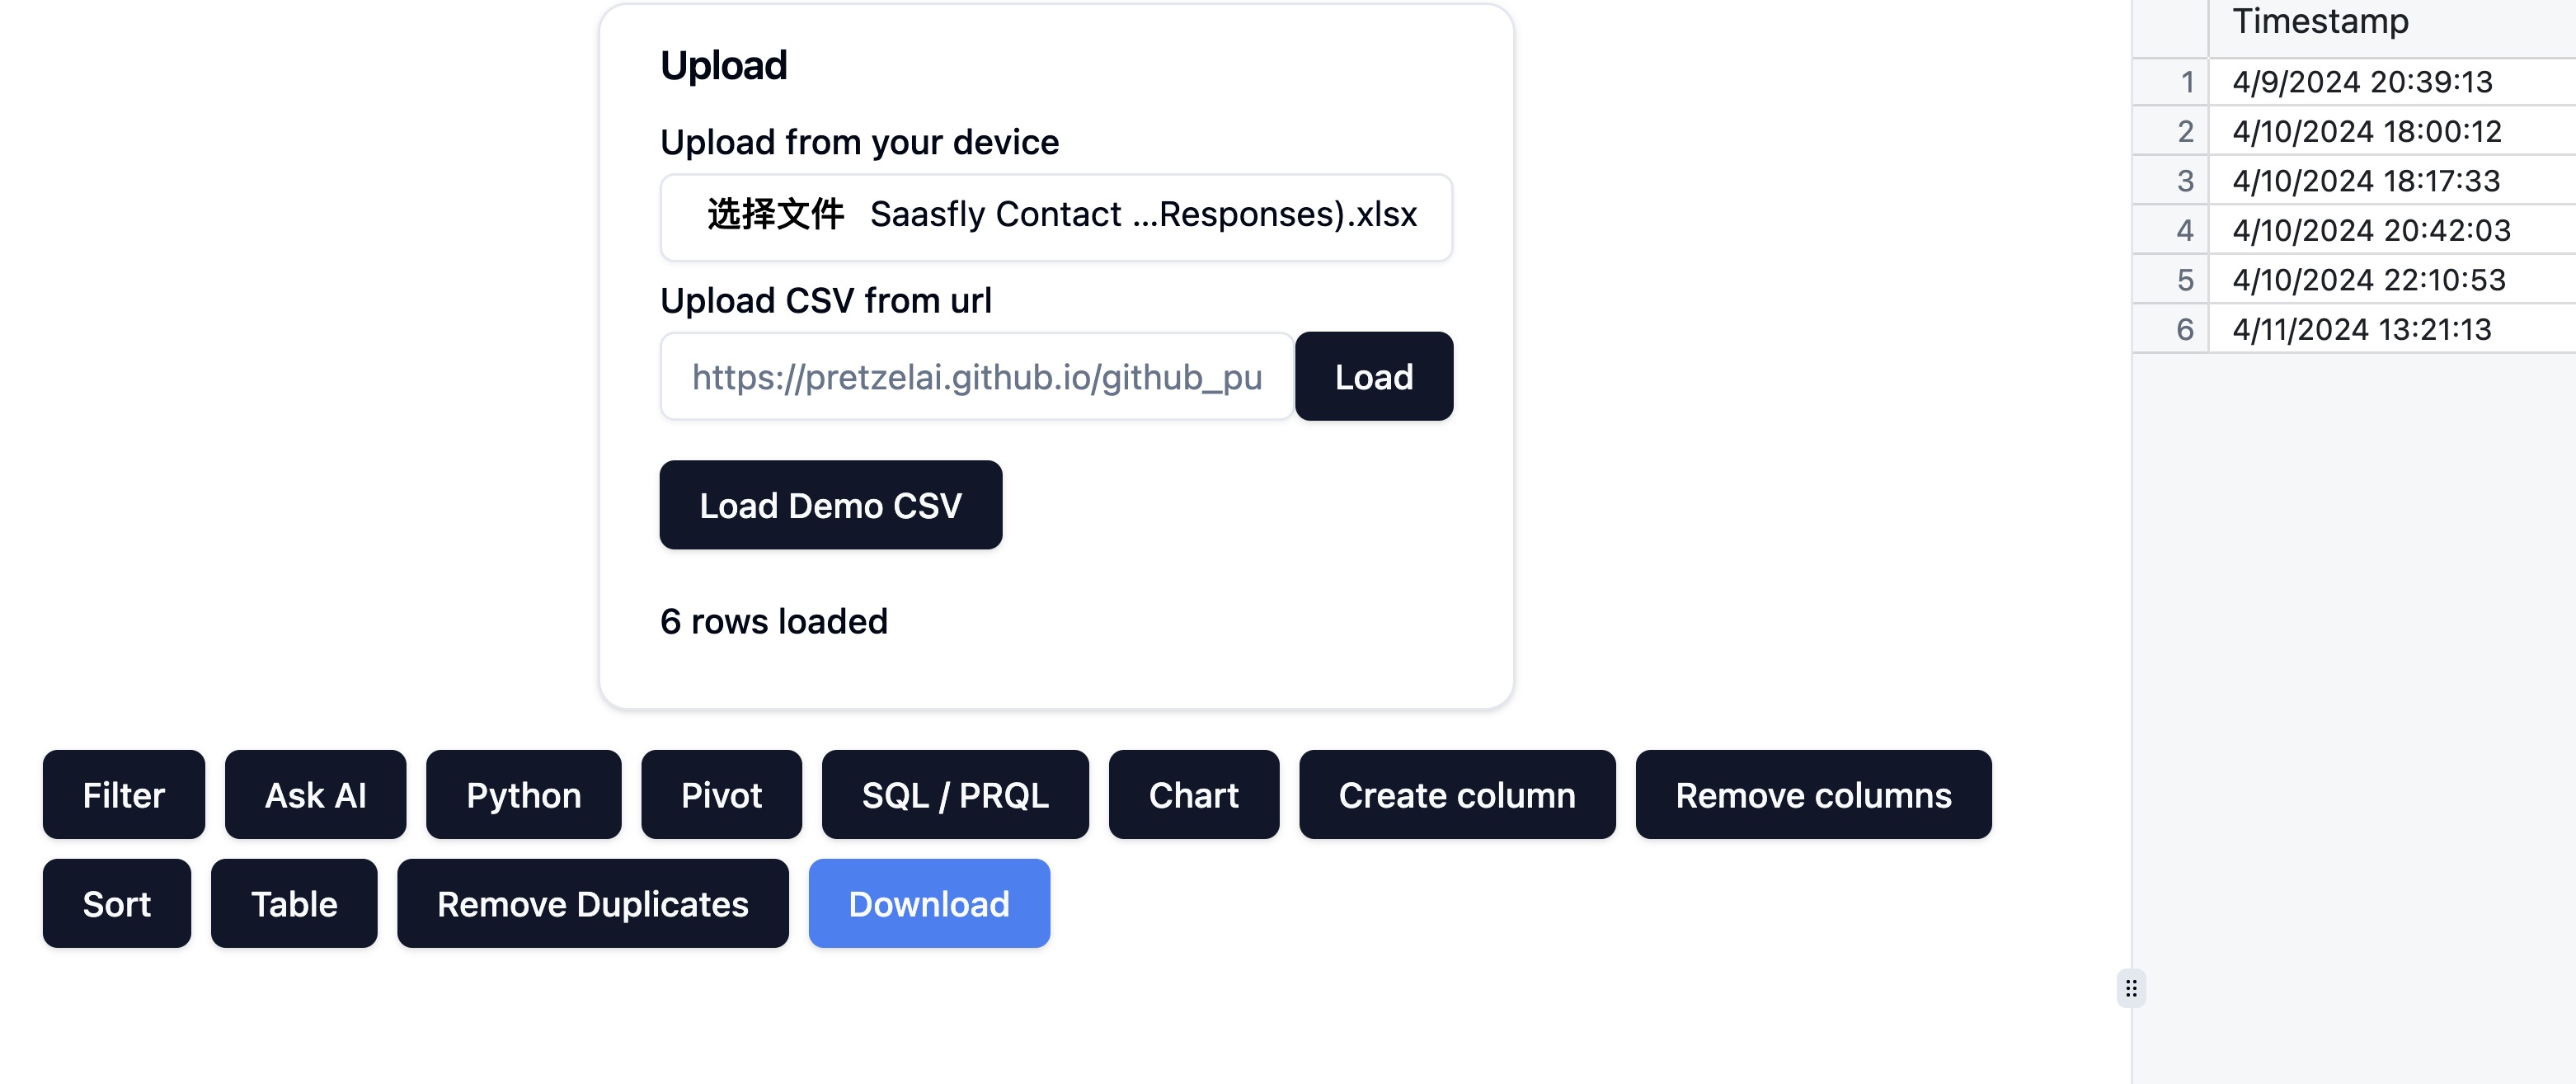 Upload
Upload from your device
选择文件 Saasfly Contact ...Responses).xlsx
Upload CSV from url
https://pretzelai.github.io/github_pu
Load
Load Demo CSV
6 rows loaded
Filter Ask AI Python Pivot SQL / PRQL Chart Create column Remove columns
Sort Table Remove Duplicates Download
Timestamp
1 4/9/2024 20:39:13
2 4/10/2024 18:00:12
3 4/10/2024 18:17:33
4 4/10/2024 20:42:03
5 4/10/2024 22:10:53
6 4/11/2024 13:21:13